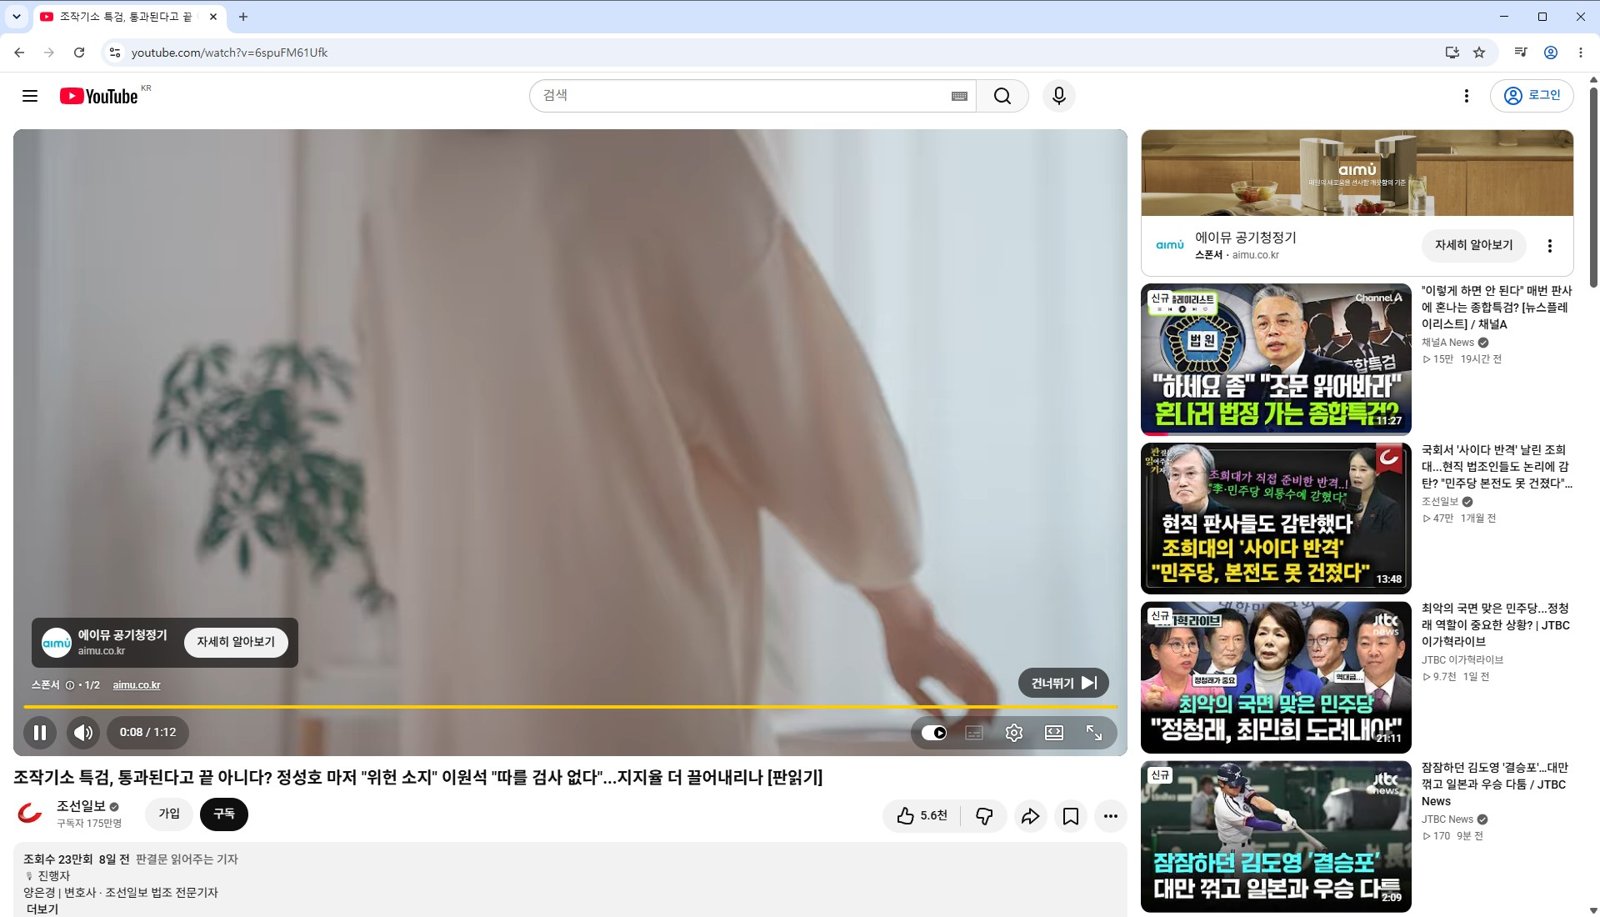 조작기소 특검, 통과된다고 끝
youtube.com/watch?v=6spuFM61Ufk
YouTube KR
검색
로그인
에이뮤 공기청정기
aimu.co.kr
자세히 알아보기
스폰서 · 1/2 aimu.co.kr
건너뛰기
0:08 / 1:12
조작기소 특검, 통과된다고 끝 아니다? 정성호 마저 "위헌 소지" 이원석 "따를 검사 없다"...지지율 더 끌어내리나 [판읽기]
조선일보
구독자 175만명
가입
구독
5.6천
조회수 23만회 8일 전 판결문 읽어주는 기자
진행자
양은경 | 변호사 · 조선일보 법조 전문기자
더보기
aimu
에이뮤 공기청정기
스폰서 · aimu.co.kr
자세히 알아보기
신규
플레이리스트
Channel A
법원
종합특검
"하세요 좀" "조문 읽어봐라"
혼나러 법정 가는 종합특검?
11:27
"이렇게 하면 안 된다" 매번 판사
에 혼나는 종합특검? [뉴스플레
이리스트] / 채널A
채널A News
15만 19시간 전
조희대가 직접 준비한 반격..!
"李·민주당 외통수에 갇혔다"
현직 판사들도 감탄했다
조희대의 '사이다 반격'
"민주당, 본전도 못 건졌다"
13:48
국회서 '사이다 반격' 날린 조희
대...현직 법조인들도 논리에 감
탄? "민주당 본전도 못 건졌다"...
조선일보
47만 1개월 전
신규
혁라이브
jtbc
news
정청래가 중요
역대급...
최악의 국면 맞은 민주당
"정청래, 최민희 도려내야"
21:11
최악의 국면 맞은 민주당...정청
래 역할이 중요한 상황? | JTBC
이가혁라이브
JTBC 이가혁라이브
9.7천 1일 전
신규
jtbc
news
잠잠하던 김도영 '결승포'
대만 꺾고 일본과 우승 다툼
2:09
잠잠하던 김도영 '결승포'...대만
꺾고 일본과 우승 다툼 / JTBC
News
JTBC News
170 9분 전